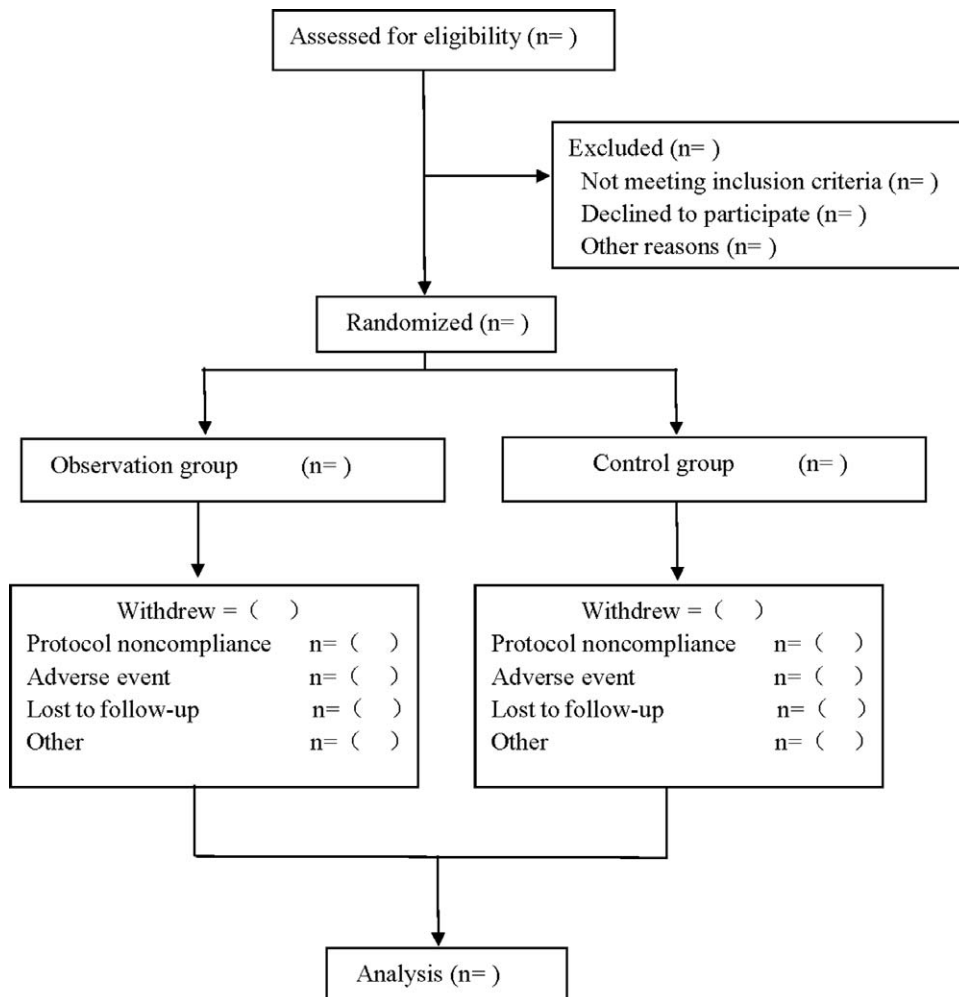 Assessed for eligibility (n= )
Excluded (n= )
Not meeting inclusion criteria (n= )
Declined to participate (n= )
Other reasons (n= )
Randomized (n= )
Observation group (n= )
Control group (n= )
Withdrew = （ ）
Protocol noncompliance n= （ ）
Adverse event n= （ ）
Lost to follow-up n= （ ）
Other n= （ ）
Withdrew = （ ）
Protocol noncompliance n= （ ）
Adverse event n= （ ）
Lost to follow-up n= （ ）
Other n= （ ）
Analysis (n= )